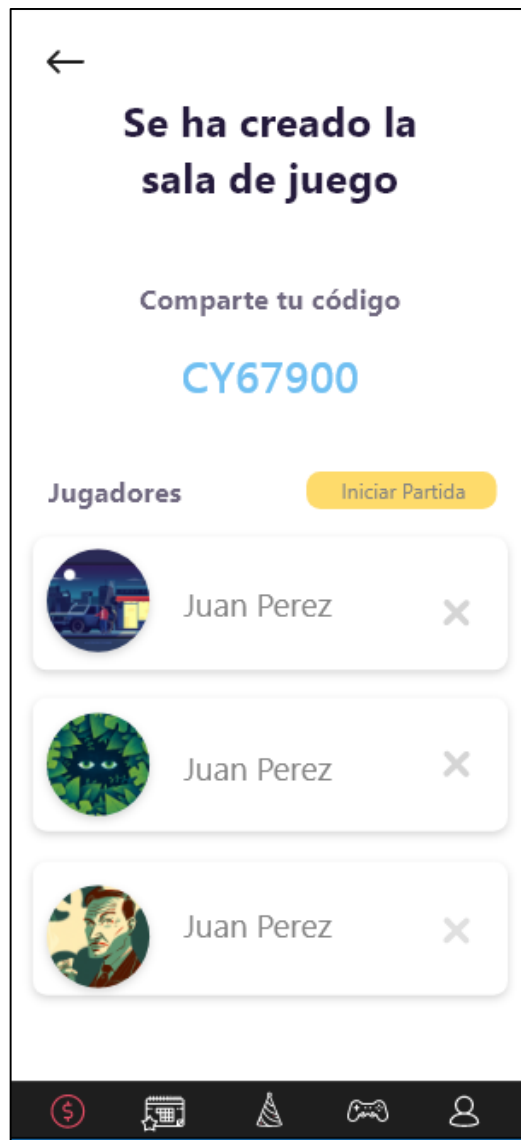 Se ha creado la
sala de juego
Comparte tu código
CY67900
Jugadores
Iniciar Partida
Juan Perez
Juan Perez
Juan Perez